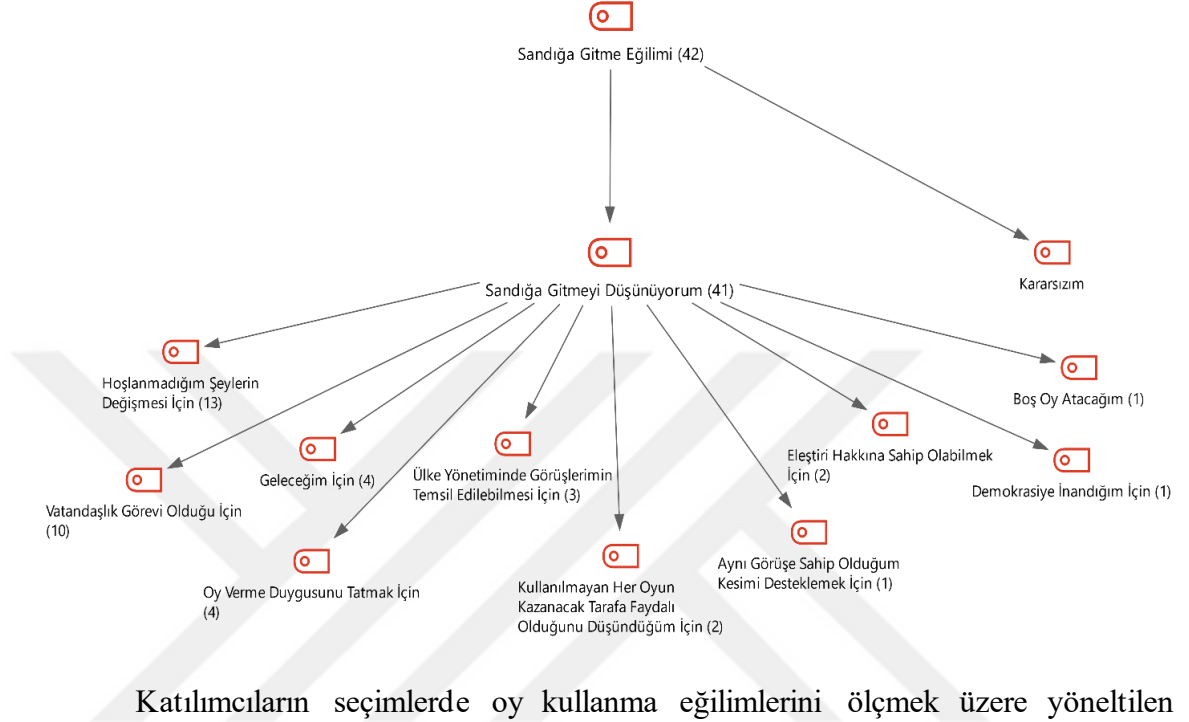 Sandığa Gitme Eğilimi (42)
Sandığa Gitmeyi Düşünüyorum (41)
Kararsızım
Hoşlanmadığım Şeylerin
Değişmesi İçin (13)
Vatandaşlık Görevi Olduğu İçin
(10)
Geleceğim İçin (4)
Oy Verme Duygusunu Tatmak İçin
(4)
Ülke Yönetiminde Görüşlerimin
Temsil Edilebilmesi İçin (3)
Kullanılmayan Her Oyun
Kazanacak Tarafa Faydalı
Olduğunu Düşündüğüm İçin (2)
Aynı Görüşe Sahip Olduğum
Kesimi Desteklemek İçin (1)
Eleştiri Hakkına Sahip Olabilmek
İçin (2)
Demokrasiye İnandığım İçin (1)
Boş Oy Atacağım (1)
Katılımcıların seçimlerde oy kullanma eğilimlerini ölçmek üzere yöneltilen